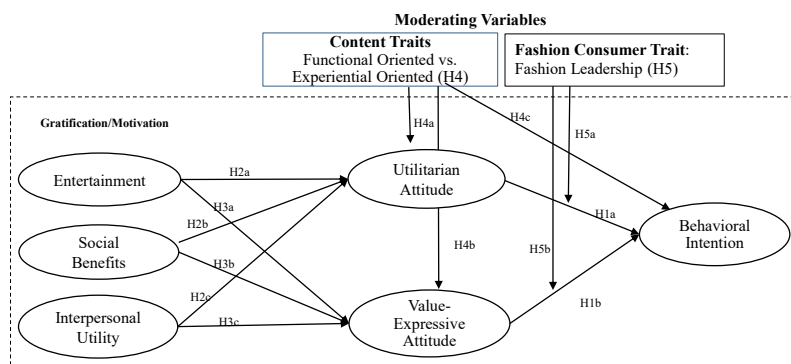 Moderating Variables
Content Traits
Functional Oriented vs.
Experiential Oriented (H4)
Fashion Consumer Trait:
Fashion Leadership (H5)
Gratification/Motivation
H4a
H4c
H5a
Entertainment
H2a
Utilitarian
Attitude
H3a
H2b
H1a
Social
Benefits
H3b
H4b
H5b
Behavioral
Intention
H2c
Interpersonal
Utility
H3c
Value-
Expressive
Attitude
H1b